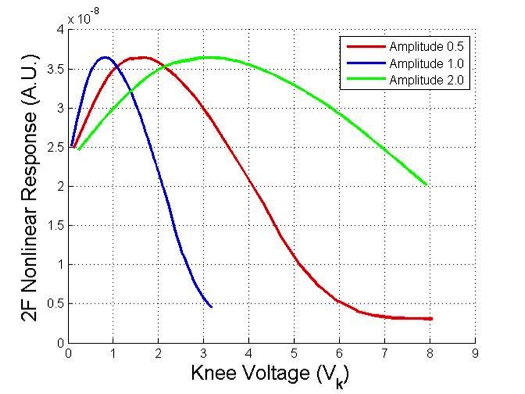 x 10^-8
4
3.5
3
2.5
2
1.5
1
0.5
0
2F Nonlinear Response (A.U.)
Amplitude 0.5
Amplitude 1.0
Amplitude 2.0
0 1 2 3 4 5 6 7 8 9
Knee Voltage (V_k)